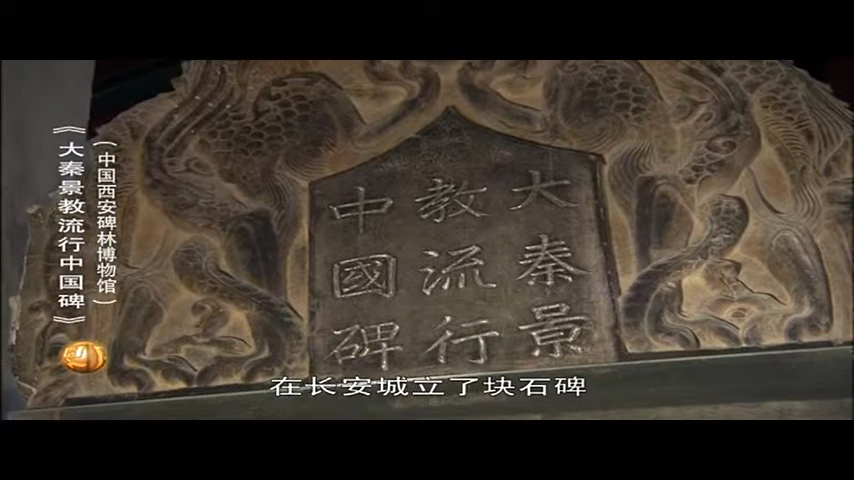 《大秦景教流行中国碑》
(中国西安碑林博物馆)
大秦景
教流行
中國碑
在长安城立了块石碑